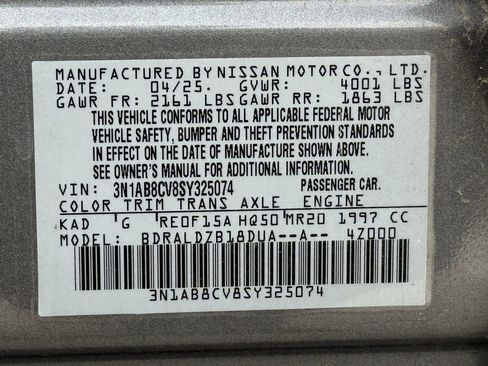 MANUFACTURED BY NISSAN MOTOR CO., LTD.
DATE: 04/25. GVWR: 4001 LBS
GAWR FR: 2161 LBS GAWR RR: 1863 LBS
THIS VEHICLE CONFORMS TO ALL APPLICABLE FEDERAL MOTOR
VEHICLE SAFETY, BUMPER AND THEFT PREVENTION STANDARDS
IN EFFECT ON THE DATE OF MANUFACTURE SHOWN ABOVE.
SEE OWNER'S MANUAL FOR ADDITIONAL INFORMATION.
VIN: 3N1AB8CV8SY325074 PASSENGER CAR.
COLOR TRIM TRANS AXLE ENGINE
KAD G RE0F15A HQ50 MR20 1997 CC
MODEL: BDRALDZB18DUA--A-- 4Z000
3N1AB8CV8SY325074